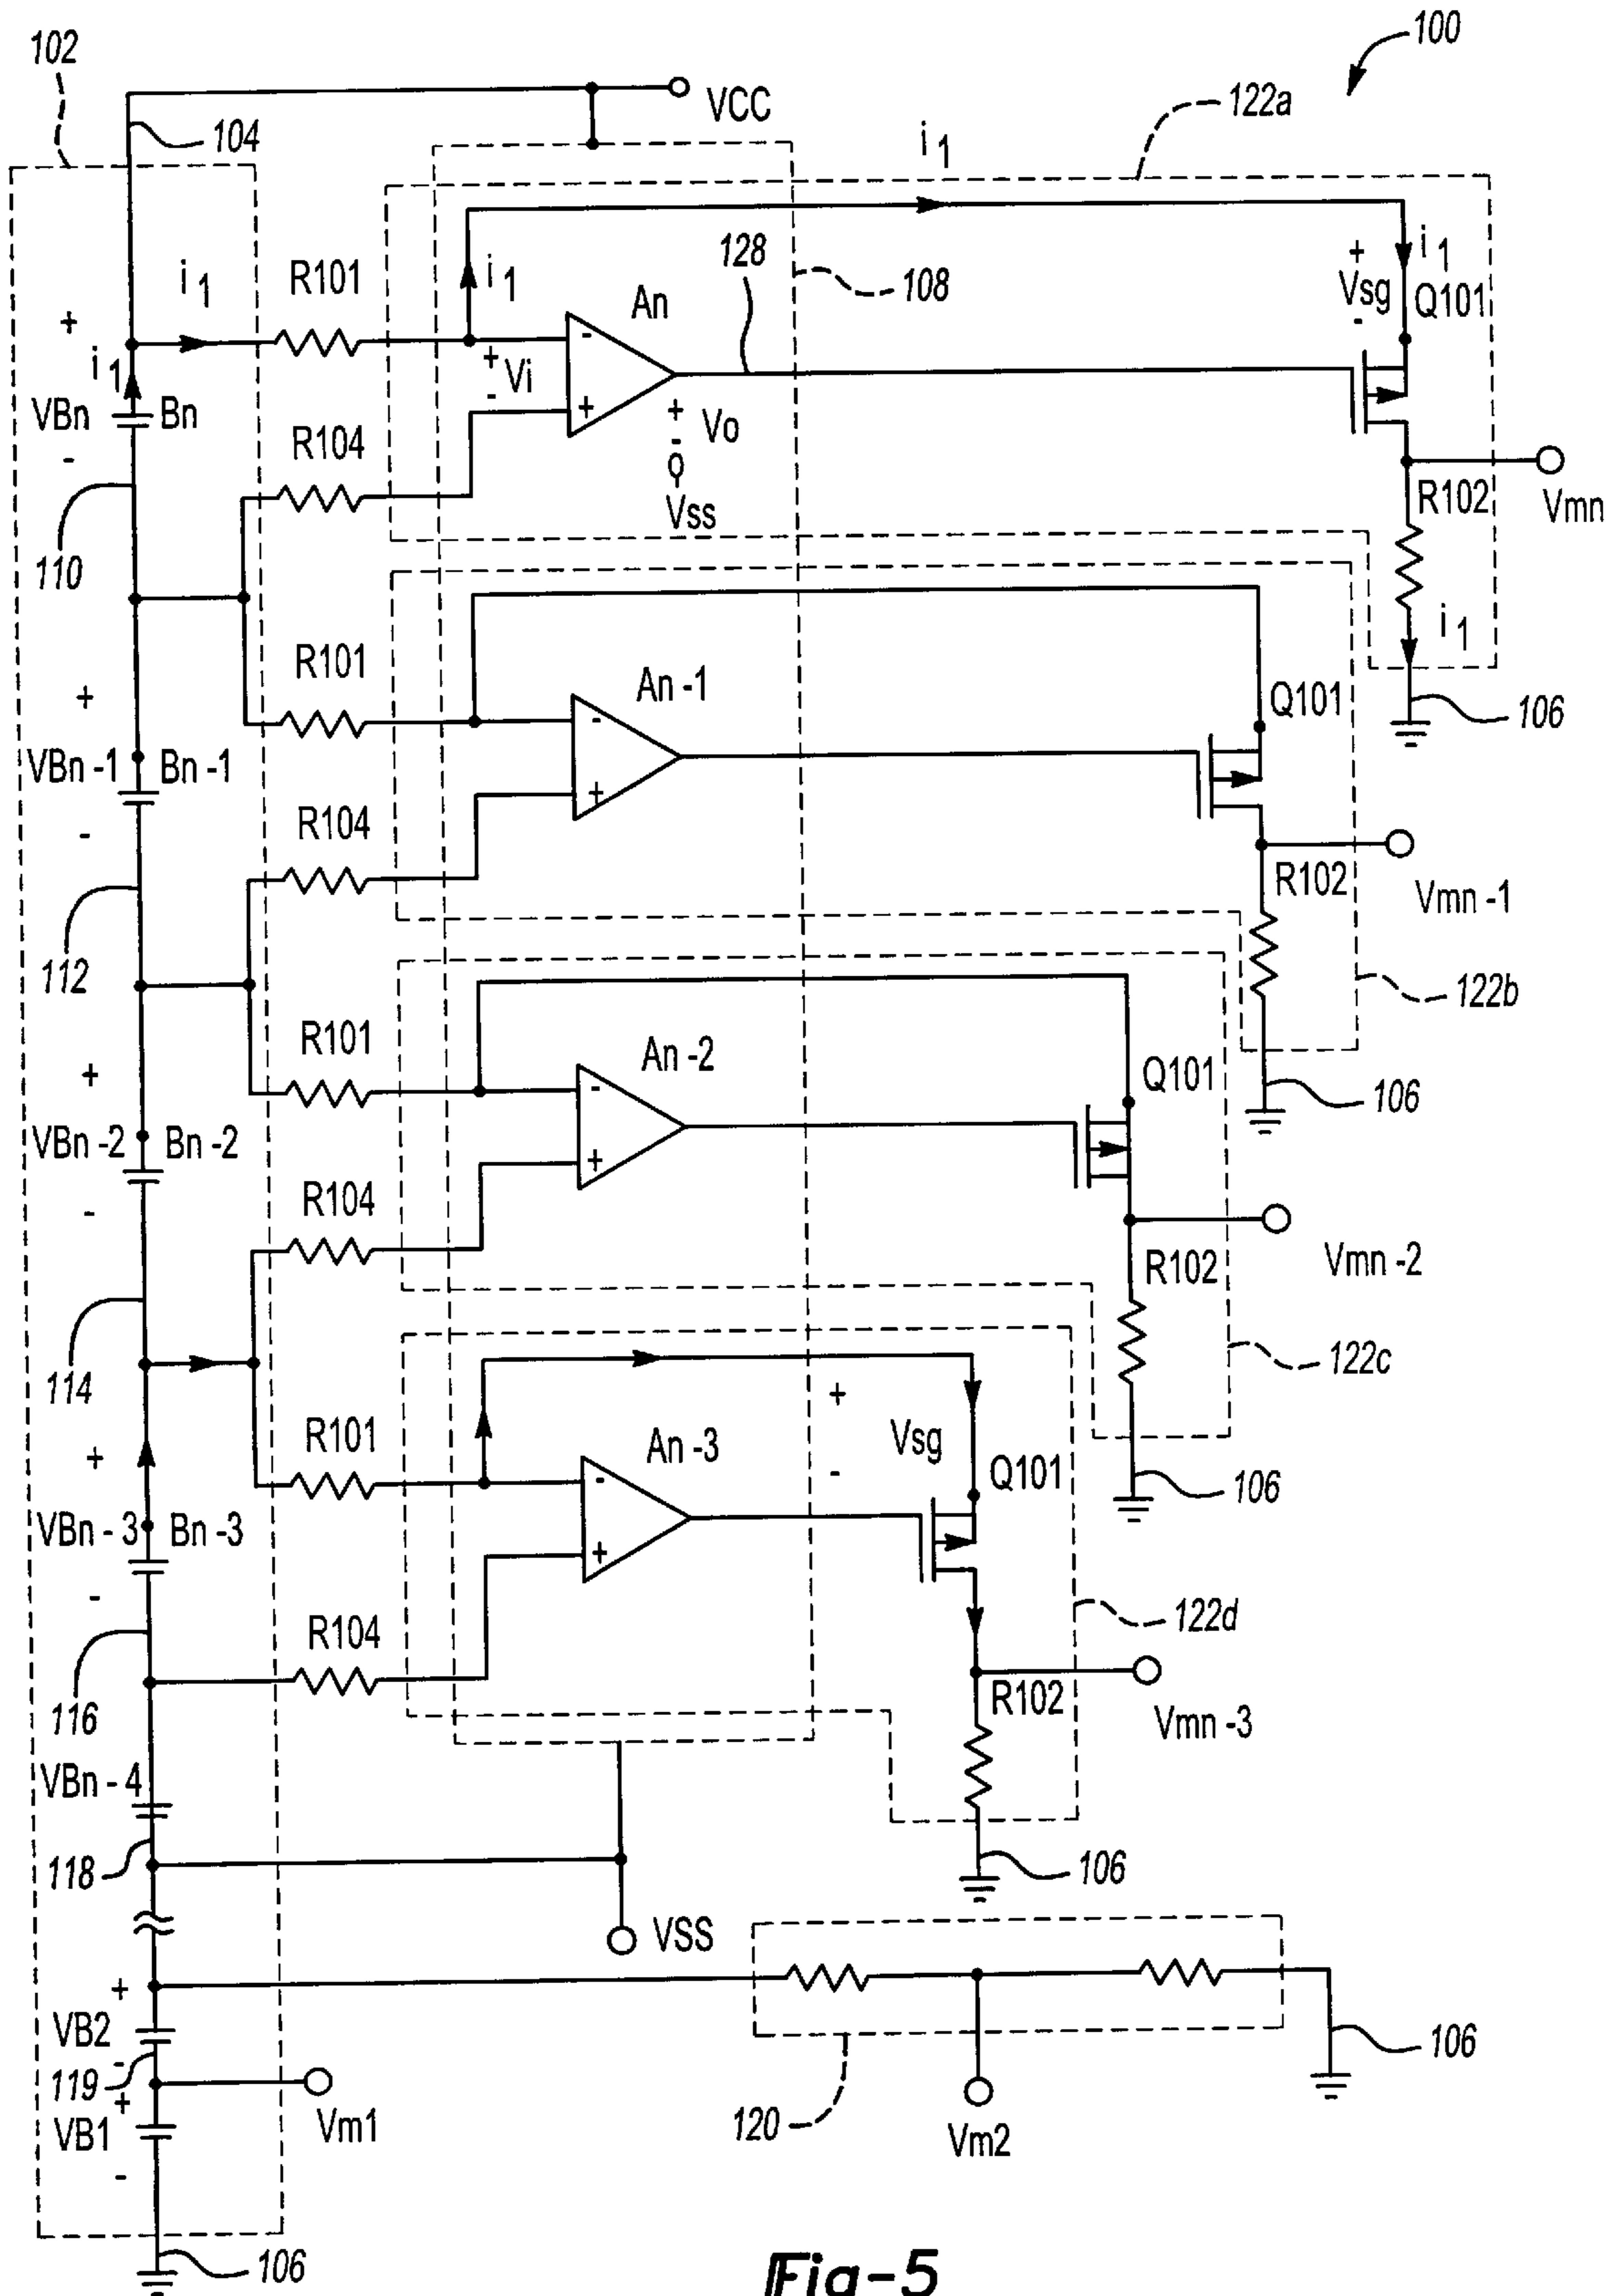 100
102
VCC
104
122a
i1
128
108
i1
R101
i1
An
+
Vsg
-
i1
Q101
+
i1
VBn
Bn
-
+
Vi
-
-
+
R104
+
Vo
-
Vss
R102
Vmn
110
i1
106
R101
An-1
Q101
+
VBn-1
Bn-1
-
-
+
R104
R102
Vmn-1
112
122b
106
R101
An-2
Q101
+
VBn-2
Bn-2
-
-
+
R104
R102
Vmn-2
114
122c
106
R101
An-3
+
Vsg
-
Q101
+
VBn-3
Bn-3
-
-
+
R104
122d
R102
Vmn-3
116
VBn-4
118
106
VSS
+
VB2
-
119
106
120
Vm2
+
VB1
-
Vm1
106
Fig-5